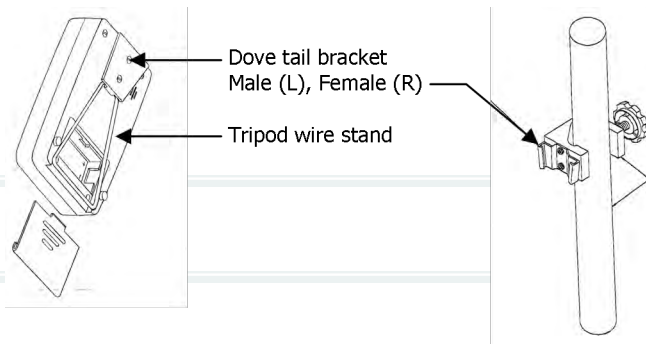 Dove tail bracket
Male (L), Female (R)
Tripod wire stand